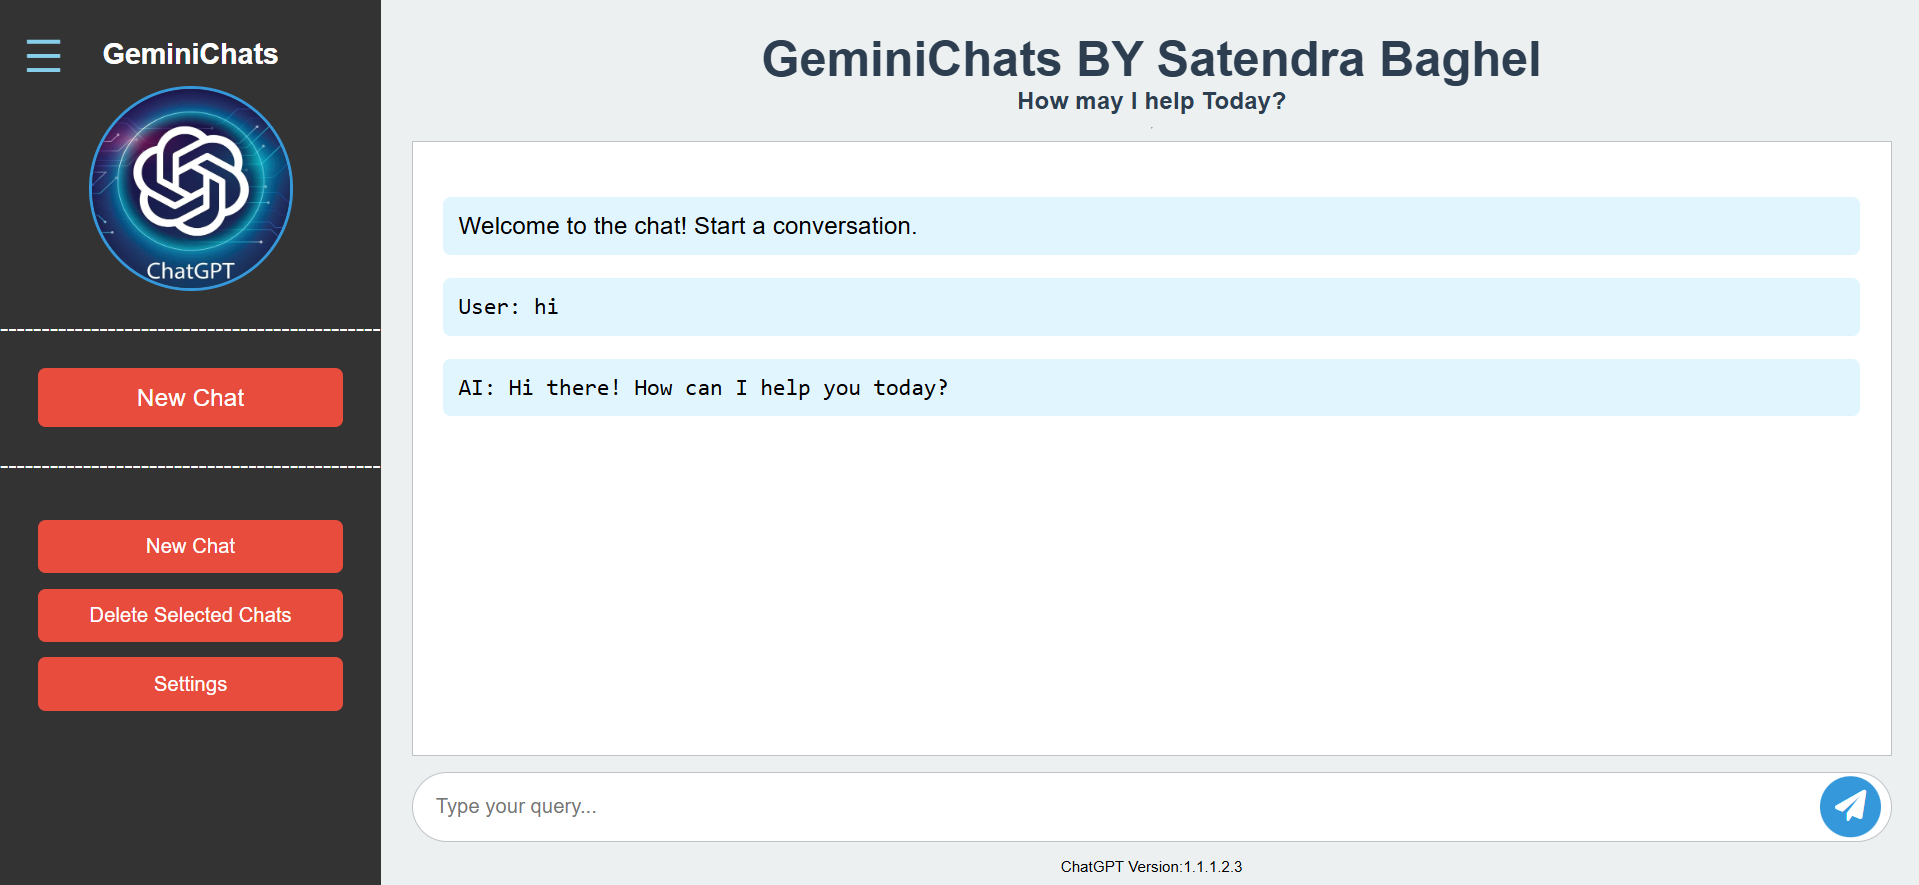 GeminiChats
ChatGPT
New Chat
New Chat
Delete Selected Chats
Settings
GeminiChats BY Satendra Baghel
How may I help Today?
Welcome to the chat! Start a conversation.
User: hi
AI: Hi there! How can I help you today?
Type your query...
ChatGPT Version:1.1.1.2.3